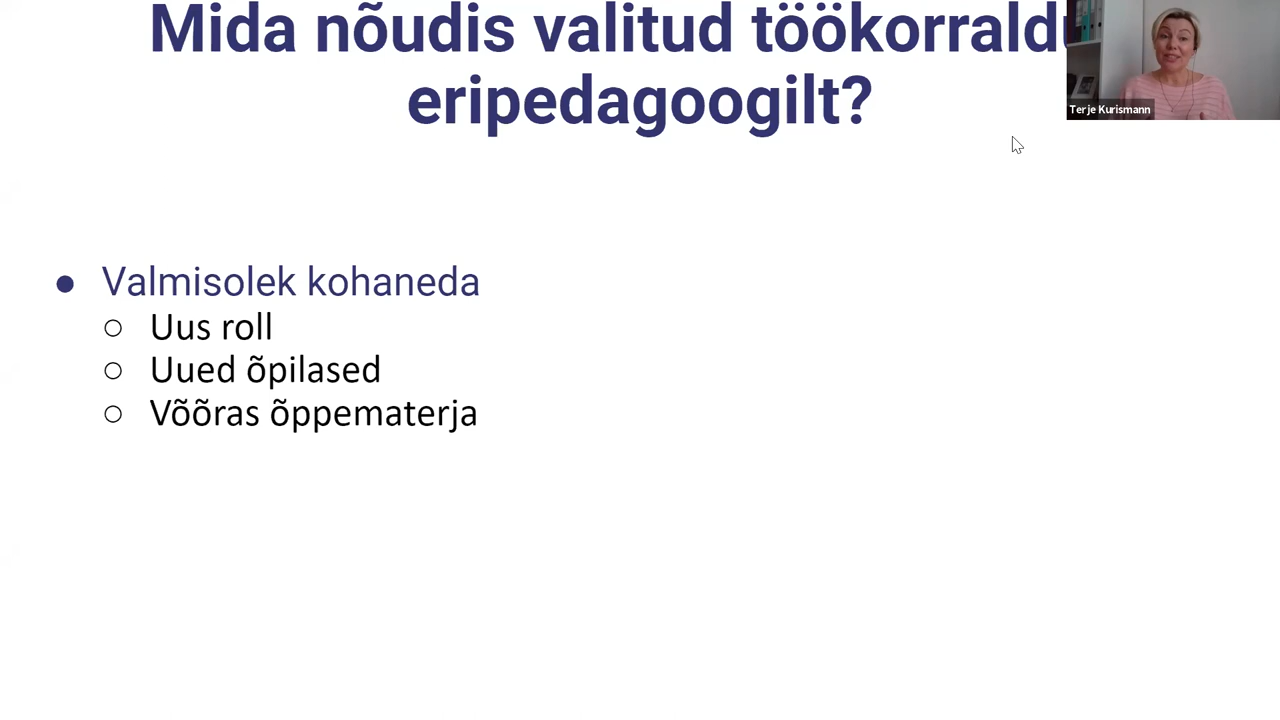 Mida nõudis valitud töökorraldu
eripedagoogilt?
Terje Kurismann
● Valmisolek kohaneda
○ Uus roll
○ Uued õpilased
○ Võõras õppematerja